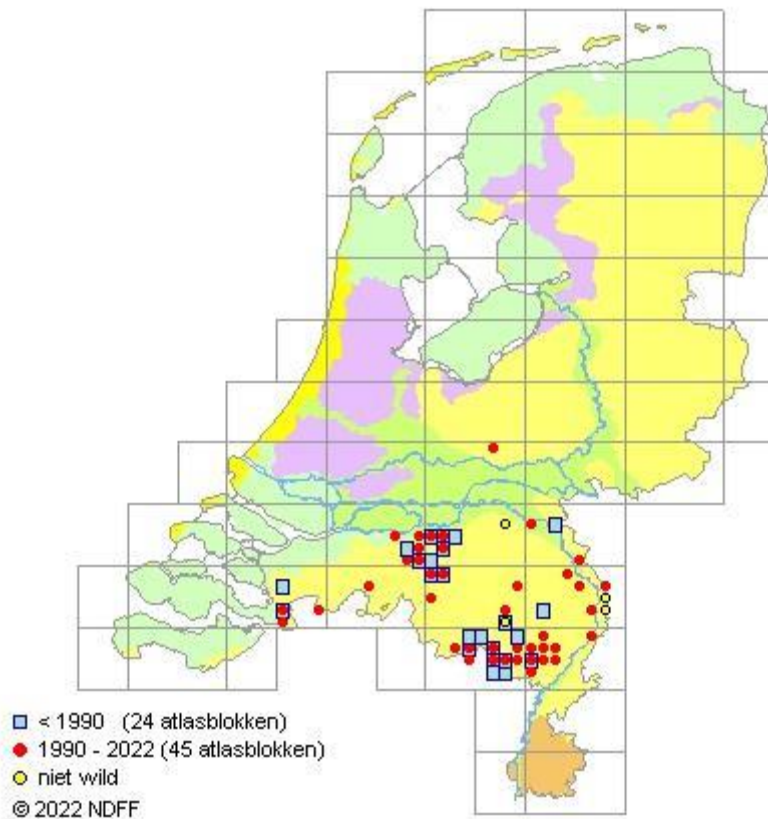 < 1990 (24 atlasblokken)
1990 - 2022 (45 atlasblokken)
niet wild
© 2022 NDFF